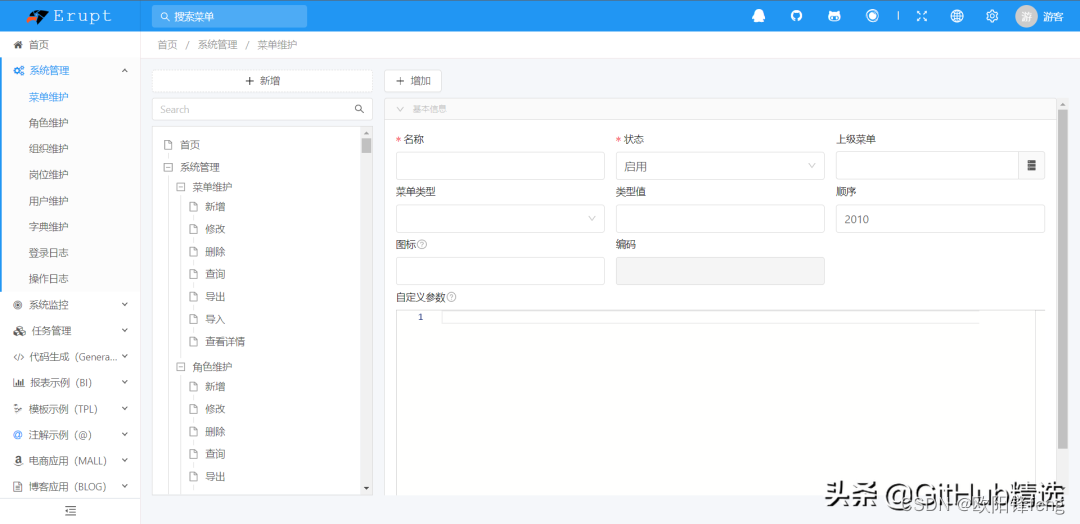 Erupt
搜索菜单
游
游客
首页
系统管理
菜单维护
角色维护
组织维护
岗位维护
用户维护
字典维护
登录日志
操作日志
系统监控
任务管理
代码生成（Genera...
报表示例（BI）
模板示例（TPL）
注解示例（@）
电商应用（MALL）
博客应用（BLOG）
首页 / 系统管理 / 菜单维护
+ 新增
Search
首页
系统管理
菜单维护
新增
修改
删除
查询
导出
导入
查看详情
角色维护
新增
修改
删除
查询
导出
+ 增加
基本信息
* 名称
* 状态
上级菜单
启用
菜单类型
类型值
顺序
2010
图标
编码
自定义参数
1
头条 @GitHub精选
CSDN @欧阳锋feng